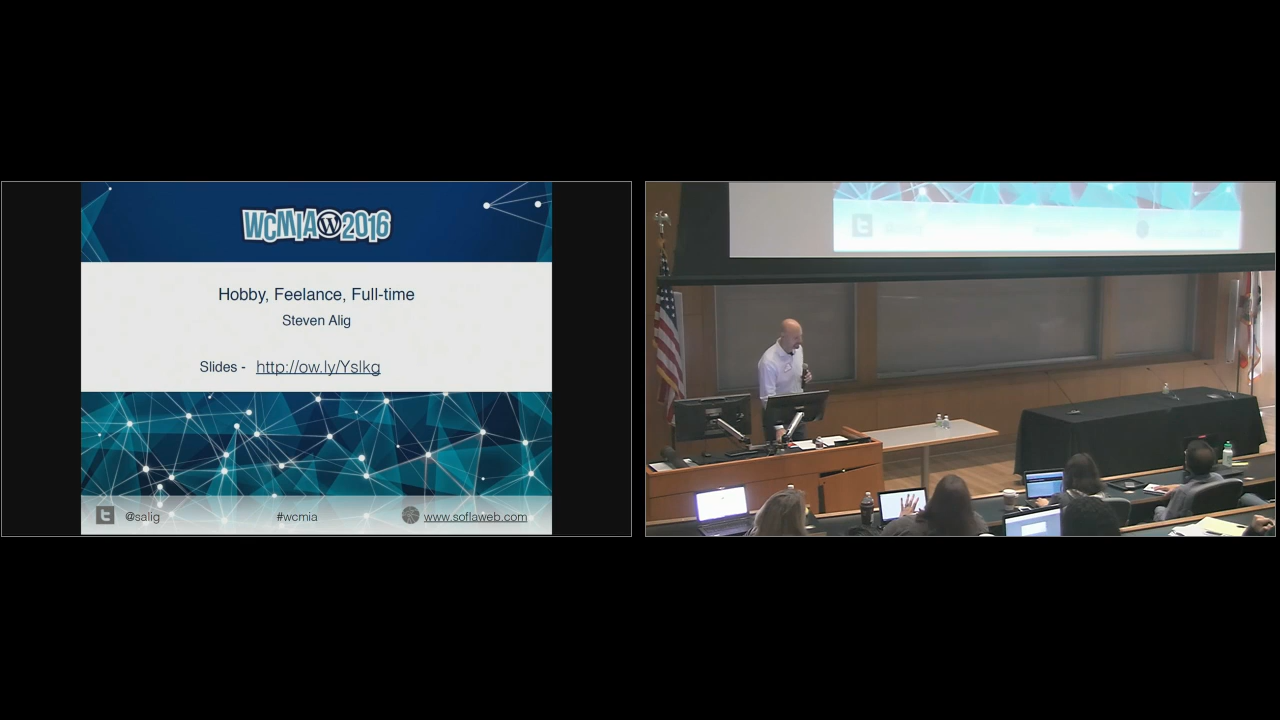 WCMIA 2016
Hobby, Feelance, Full-time
Steven Alig
Slides - http://ow.ly/Yslkg
@salig #wcmia www.soflaweb.com